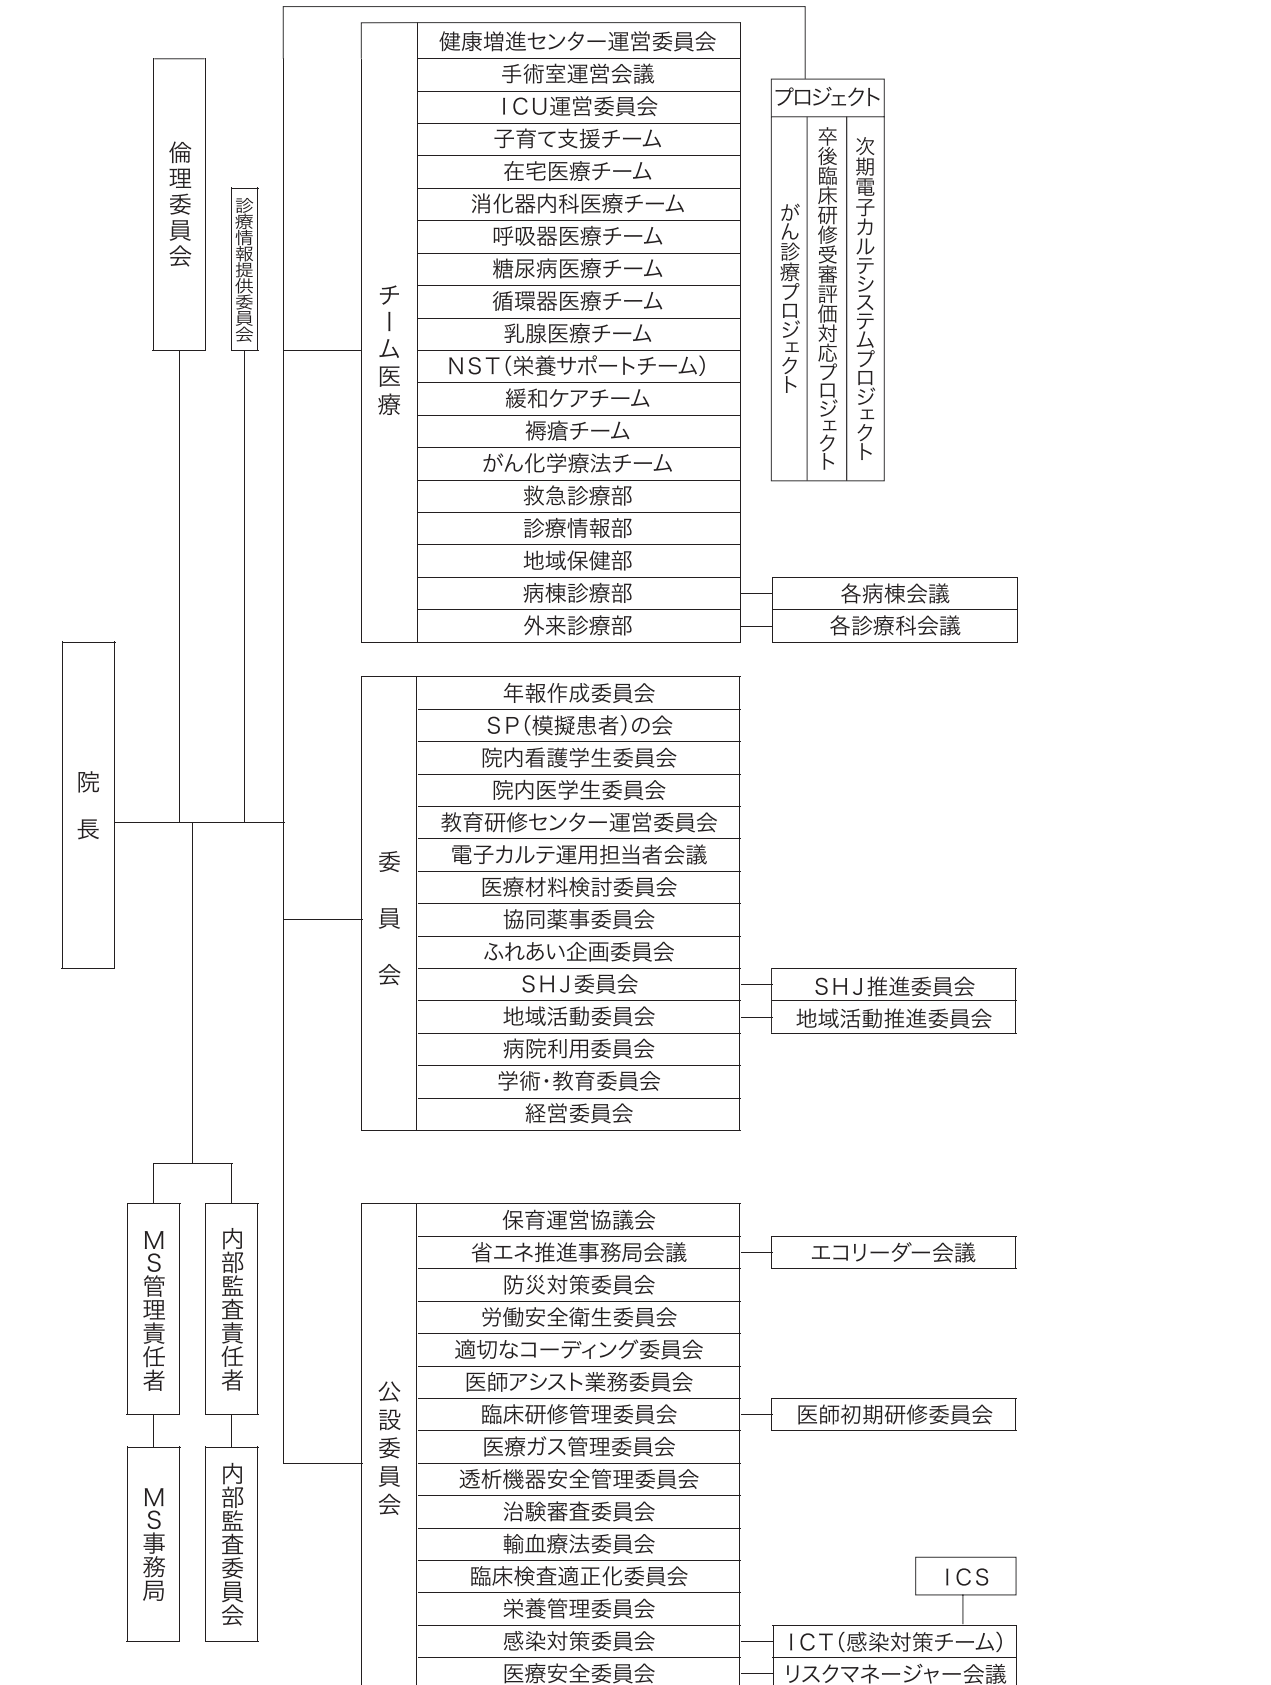 院長
倫理委員会
診療情報提供委員会
MS管理責任者
内部監査責任者
MS事務局
内部監査委員会
チーム医療
健康増進センター運営委員会
手術室運営会議
ICU運営委員会
子育て支援チーム
在宅医療チーム
消化器内科医療チーム
呼吸器医療チーム
糖尿病医療チーム
循環器医療チーム
乳腺医療チーム
NST(栄養サポートチーム)
緩和ケアチーム
褥瘡チーム
がん化学療法チーム
救急診療部
診療情報部
地域保健部
病棟診療部
各病棟会議
外来診療部
各診療科会議
プロジェクト
次期電子カルテシステムプロジェクト
卒後臨床研修受審評価対応プロジェクト
がん診療プロジェクト
委員会
年報作成委員会
SP(模擬患者)の会
院内看護学生委員会
院内医学生委員会
教育研修センター運営委員会
電子カルテ運用担当者会議
医療材料検討委員会
協同薬事委員会
ふれあい企画委員会
SHJ委員会
SHJ推進委員会
地域活動委員会
地域活動推進委員会
病院利用委員会
学術・教育委員会
経営委員会
公設委員会
保育運営協議会
省エネ推進事務局会議
エコリーダー会議
防災対策委員会
労働安全衛生委員会
適切なコーディング委員会
医師アシスト業務委員会
臨床研修管理委員会
医師初期研修委員会
医療ガス管理委員会
透析機器安全管理委員会
治験審査委員会
輸血療法委員会
臨床検査適正化委員会
栄養管理委員会
ICS
感染対策委員会
ICT(感染対策チーム)
医療安全委員会
リスクマネージャー会議